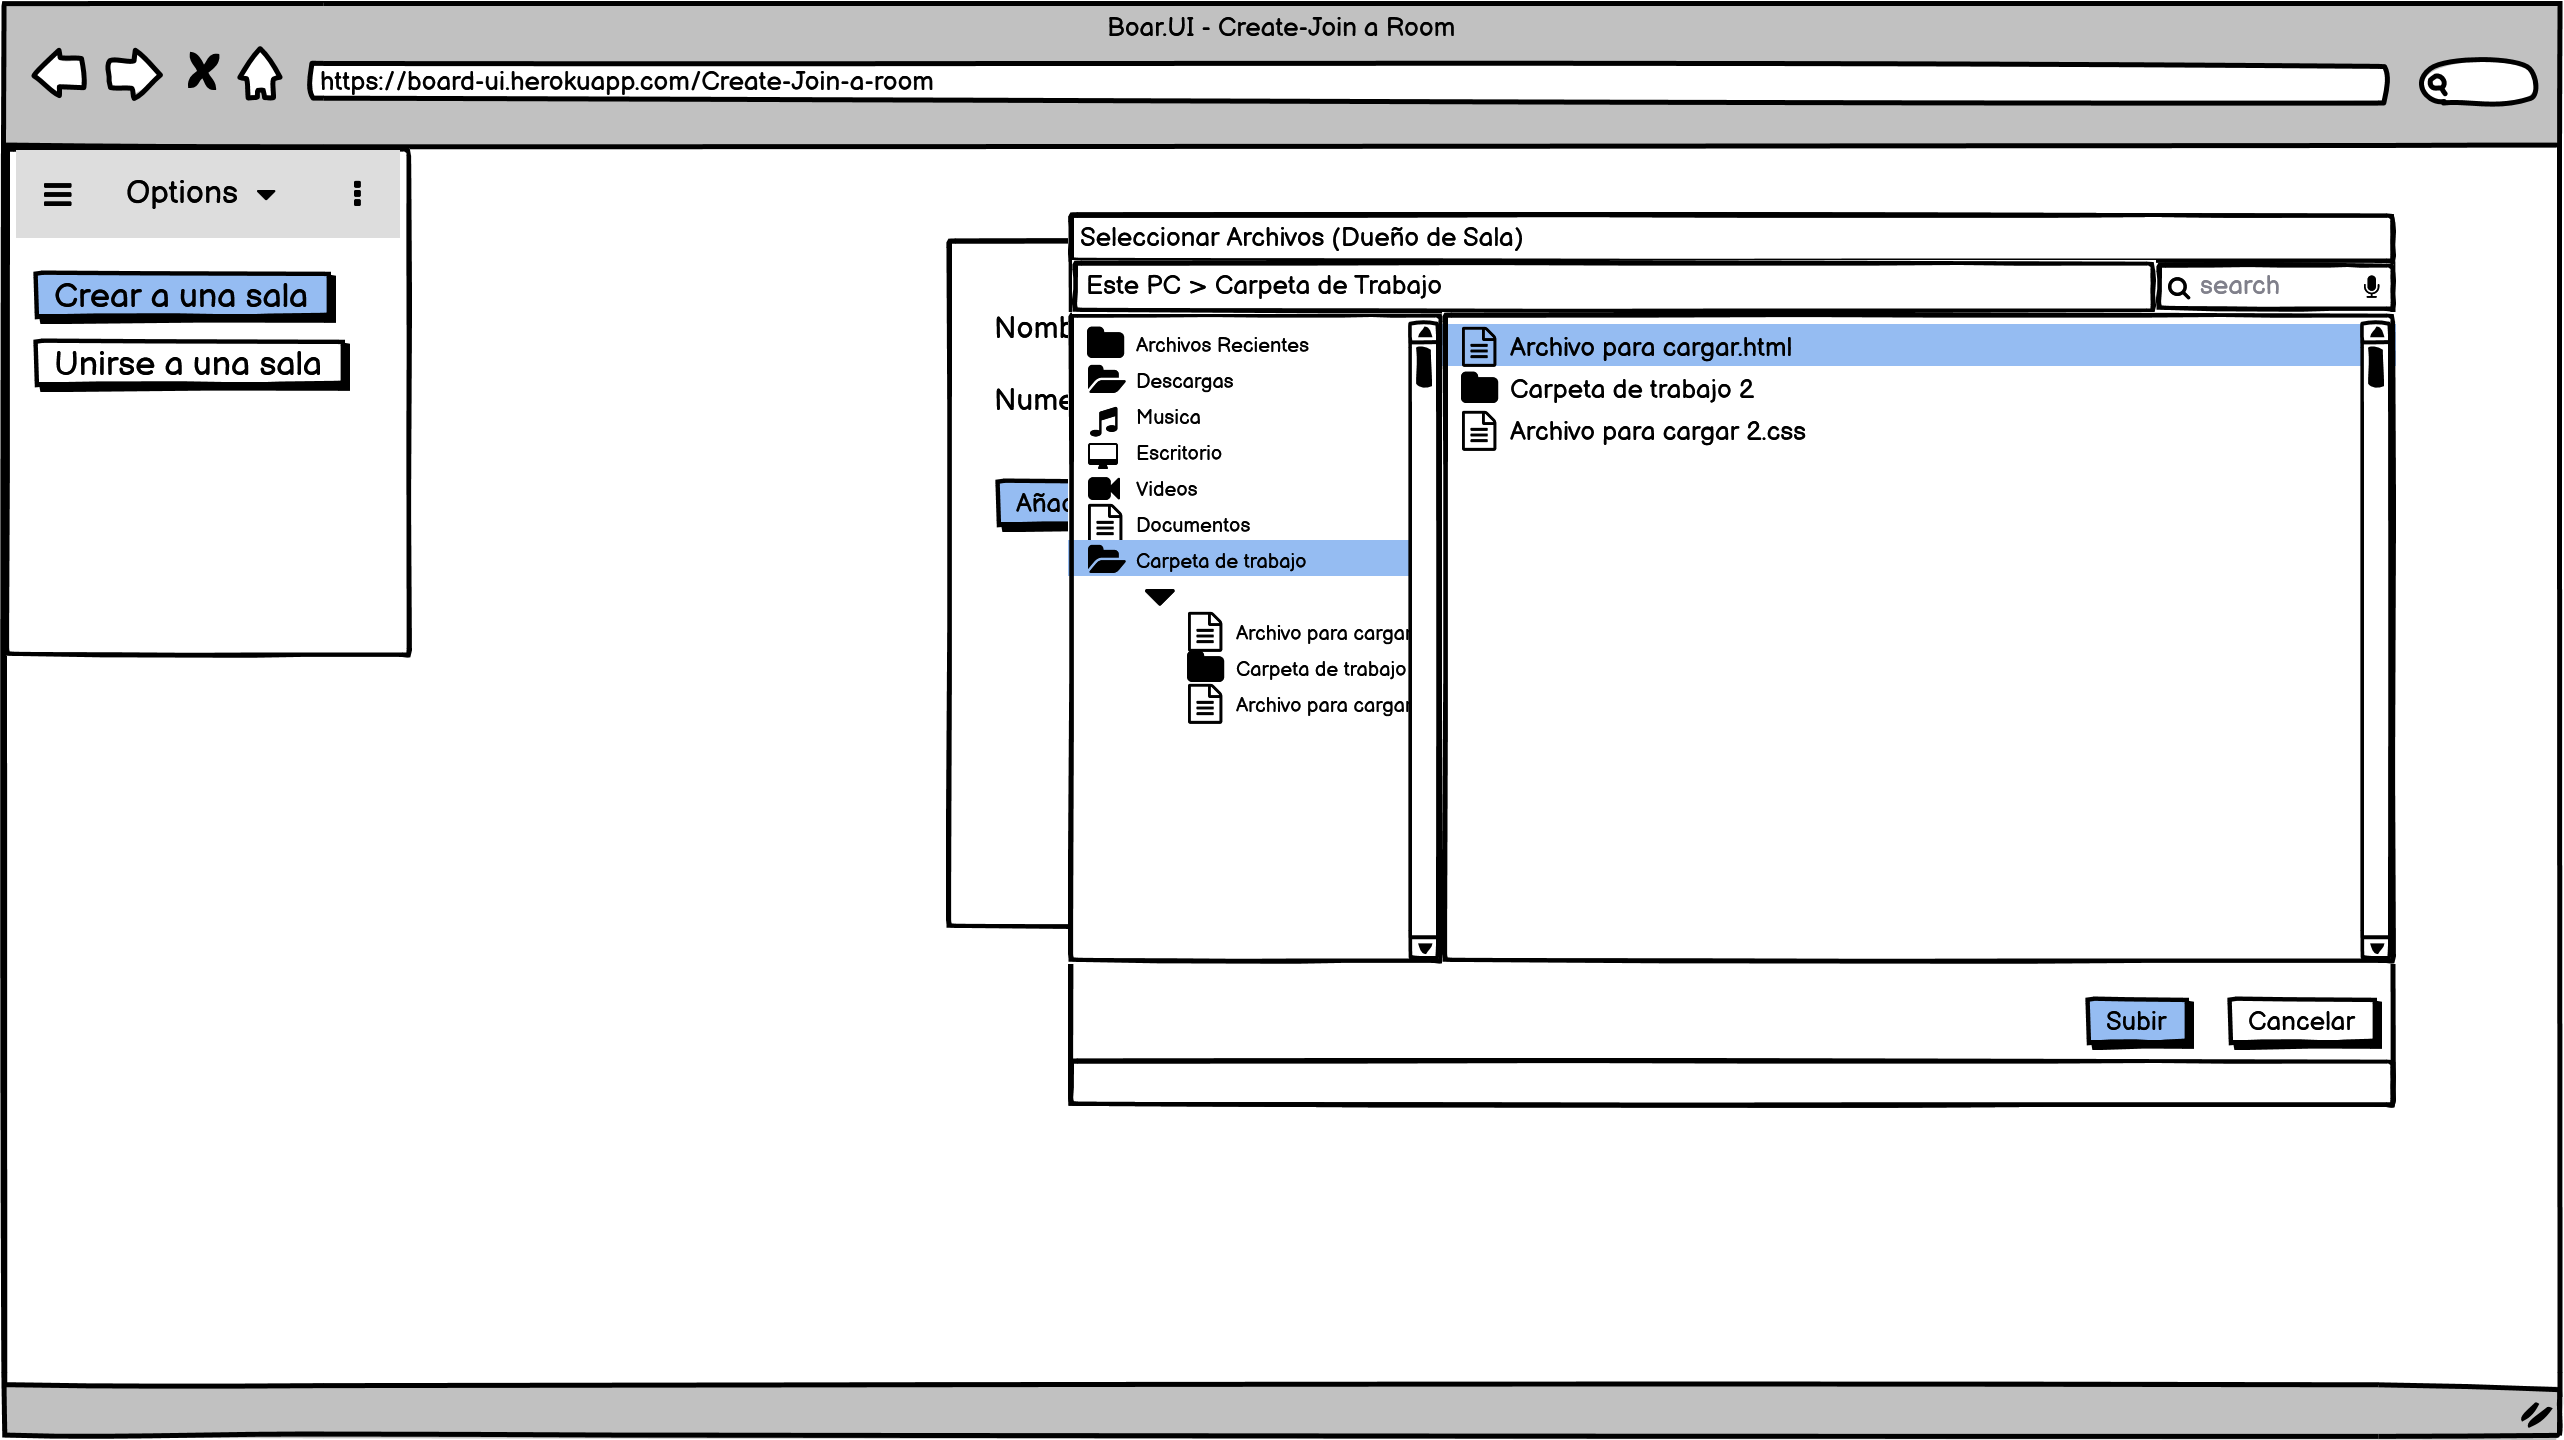 Boar.UI - Create-Join a Room
https://board-ui.herokuapp.com/Create-Join-a-room
Options
Crear a una sala
Unirse a una sala
Nomb
Nume
Añad
Seleccionar Archivos (Dueño de Sala)
Este PC > Carpeta de Trabajo
search
Archivos Recientes
Descargas
Musica
Escritorio
Videos
Documentos
Carpeta de trabajo
Archivo para cargar
Carpeta de trabajo
Archivo para cargar
Archivo para cargar.html
Carpeta de trabajo 2
Archivo para cargar 2.css
Subir
Cancelar